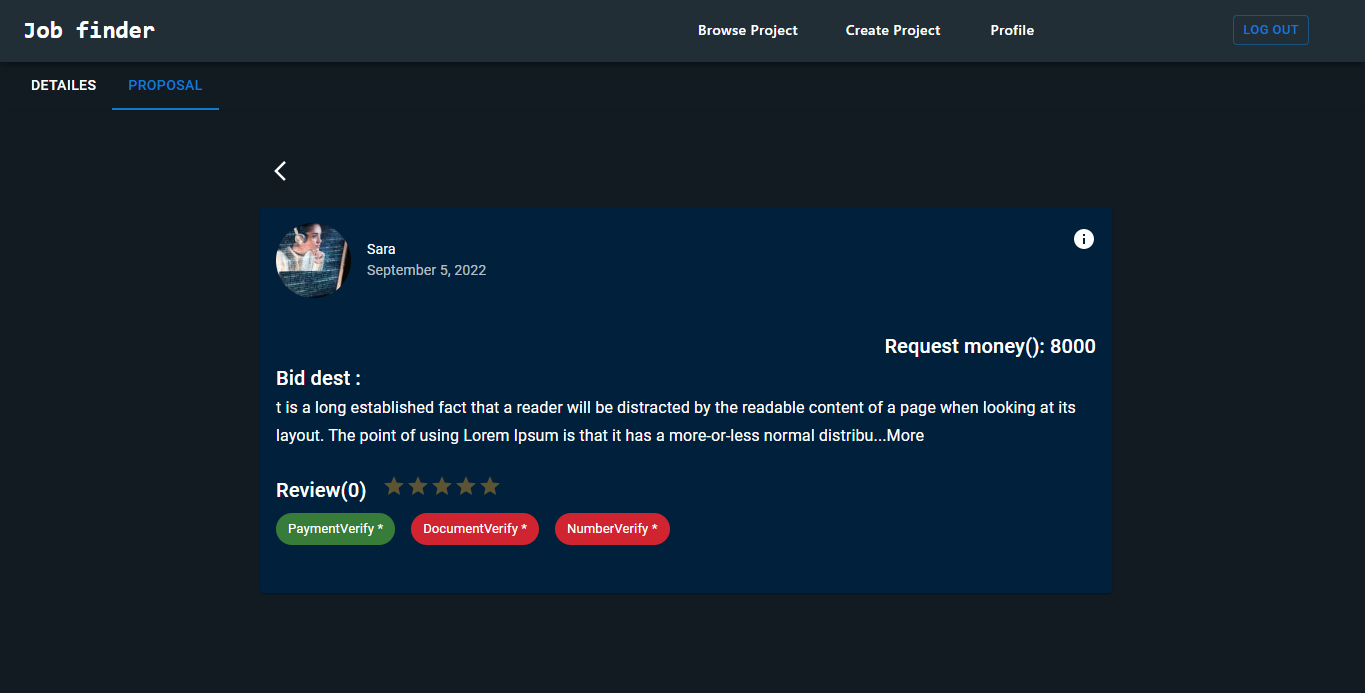 Job finder
Browse Project
Create Project
Profile
LOG OUT
DETAILES
PROPOSAL
Sara
September 5, 2022
Request money(): 8000
Bid dest :
t is a long established fact that a reader will be distracted by the readable content of a page when looking at its
layout. The point of using Lorem Ipsum is that it has a more-or-less normal distribu...More
Review(0)
PaymentVerify *
DocumentVerify *
NumberVerify *